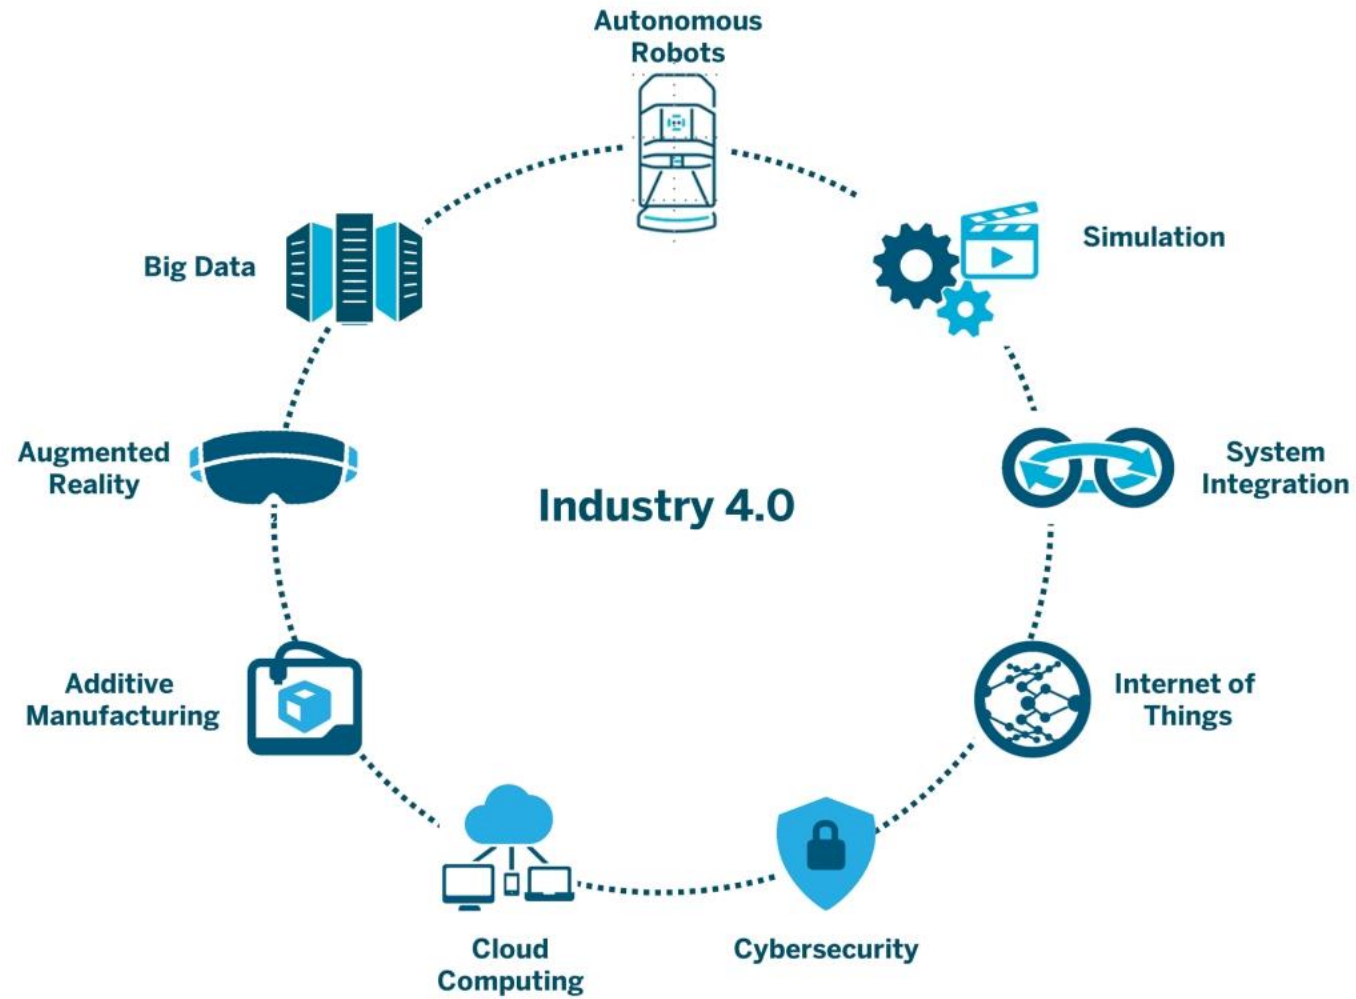 Autonomous
Robots
Simulation
System
Integration
Internet of
Things
Cybersecurity
Cloud
Computing
Additive
Manufacturing
Augmented
Reality
Big Data
Industry 4.0